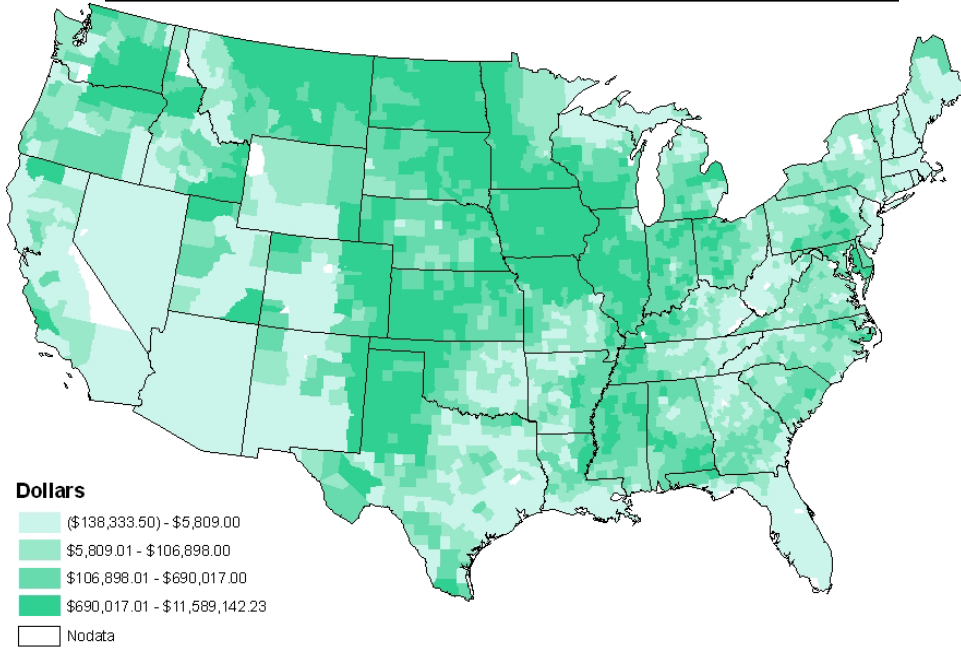 Dollars
($138,333.50) - $5,809.00
$5,809.01 - $106,898.00
$106,898.01 - $690,017.00
$690,017.01 - $11,589,142.23
Nodata